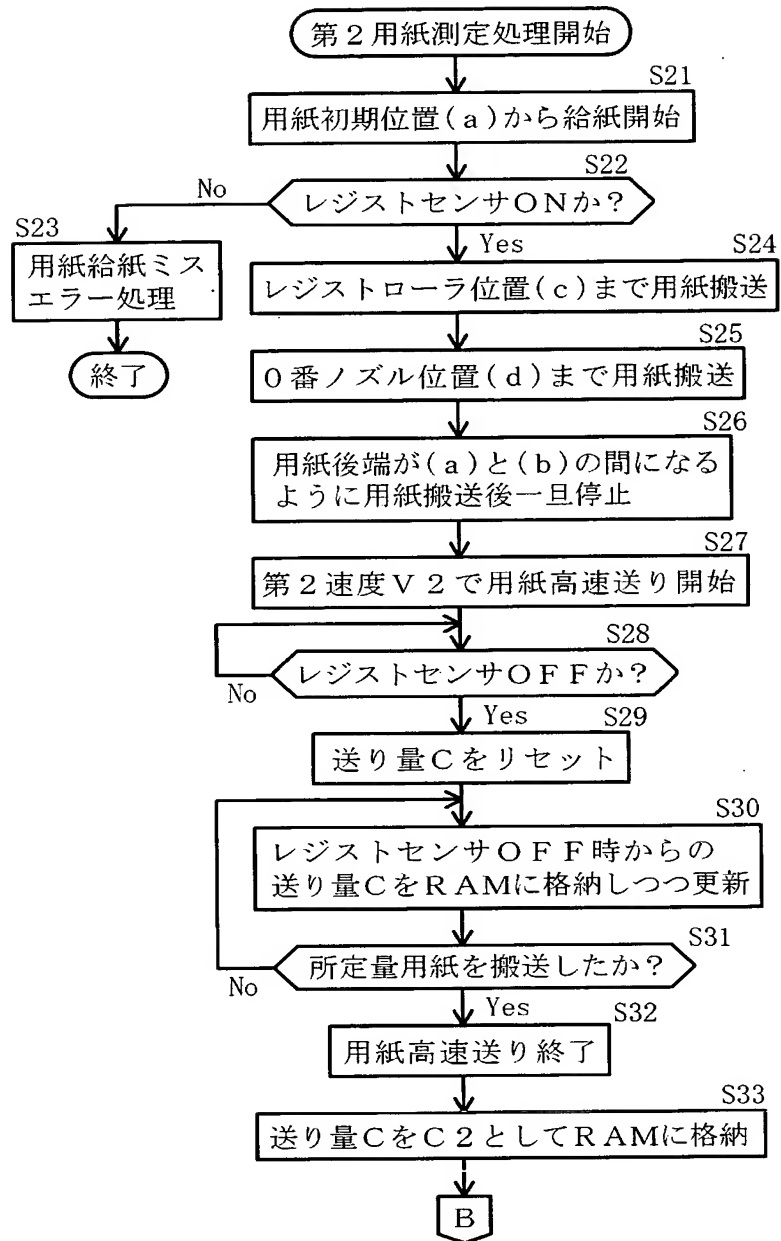 第2用紙測定処理開始
S21
用紙初期位置(a)から給紙開始
S22
レジストセンサONか?
No
Yes
S23
用紙給紙ミス
エラー処理
終了
S24
レジストローラ位置(c)まで用紙搬送
S25
0番ノズル位置(d)まで用紙搬送
S26
用紙後端が(a)と(b)の間になる
ように用紙搬送後一旦停止
S27
第2速度V2で用紙高速送り開始
S28
レジストセンサOFFか?
No
Yes
S29
送り量Cをリセット
S30
レジストセンサOFF時からの
送り量CをRAMに格納しつつ更新
S31
所定量用紙を搬送したか?
No
Yes
S32
用紙高速送り終了
S33
送り量CをC2としてRAMに格納
B